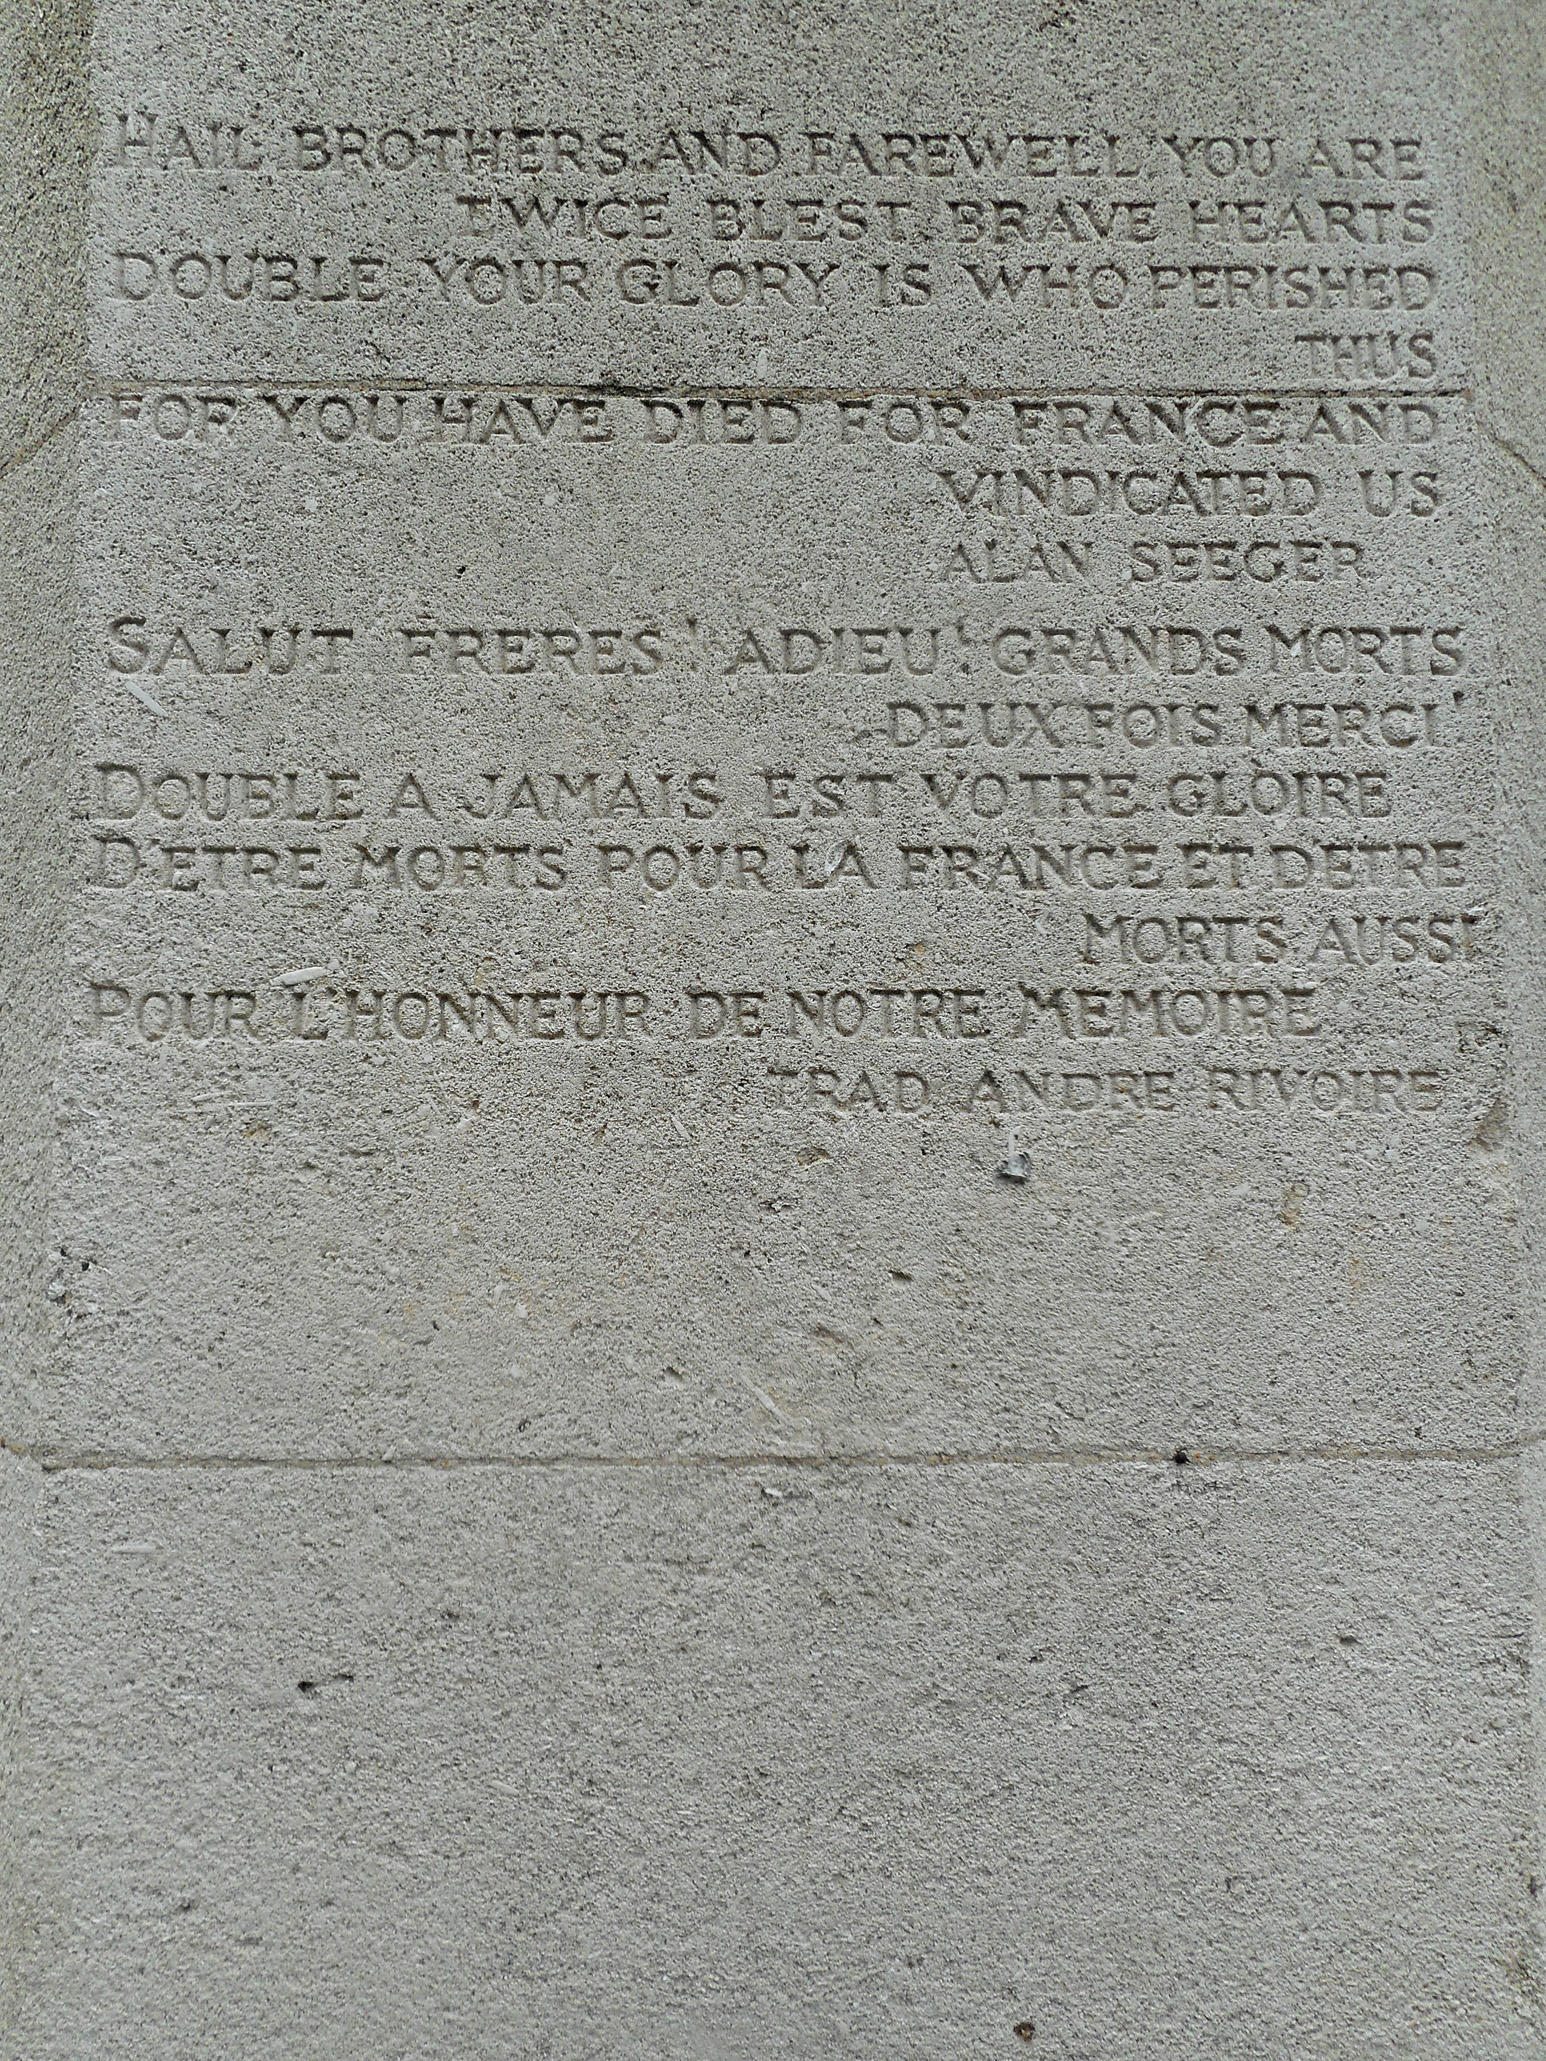 HAIL BROTHERS AND FAREWELL YOU ARE
TWICE BLEST BRAVE HEARTS
DOUBLE YOUR GLORY IS WHO PERISHED
THUS
FOR YOU HAVE DIED FOR FRANCE AND
VINDICATED US
ALAN SEEGER
SALUT FRERES! ADIEU! GRANDS MORTS
DEUX FOIS MERCI
DOUBLE A JAMAIS EST VOTRE GLOIRE
D'ETRE MORTS POUR LA FRANCE ET D'ETRE
MORTS AUSSI
POUR L'HONNEUR DE NOTRE MEMOIRE
TRAD ANDRE RIVOIRE